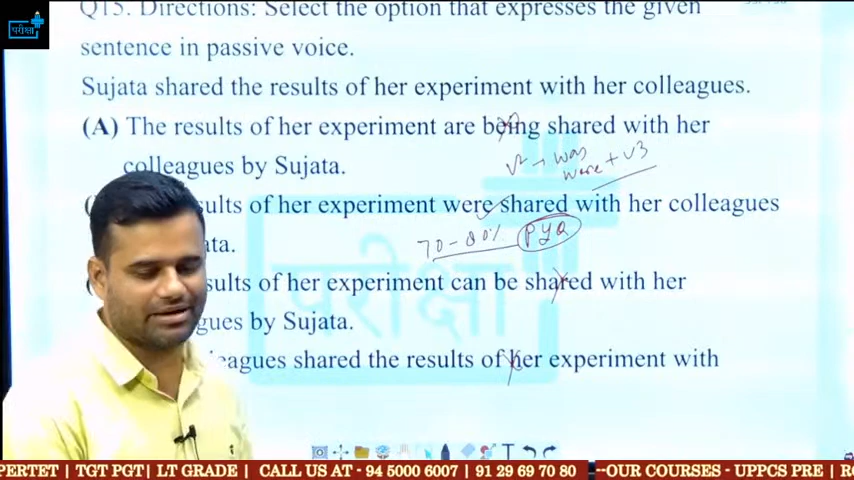 परीक्षा
Q15. Directions: Select the option that expresses the given
sentence in passive voice.
Sujata shared the results of her experiment with her colleagues.
(A) The results of her experiment are being shared with her
colleagues by Sujata.
v2 → was
were + v3
sults of her experiment were shared with her colleagues
ata.
70-80% PYQ
sults of her experiment can be shared with her
gues by Sujata.
eagues shared the results of her experiment with
परीक्षा
PERTET | TGT PGT| LT GRADE | CALL US AT - 94 5000 6007 | 91 29 69 70 80 --OUR COURSES - UPPCS PRE | RO